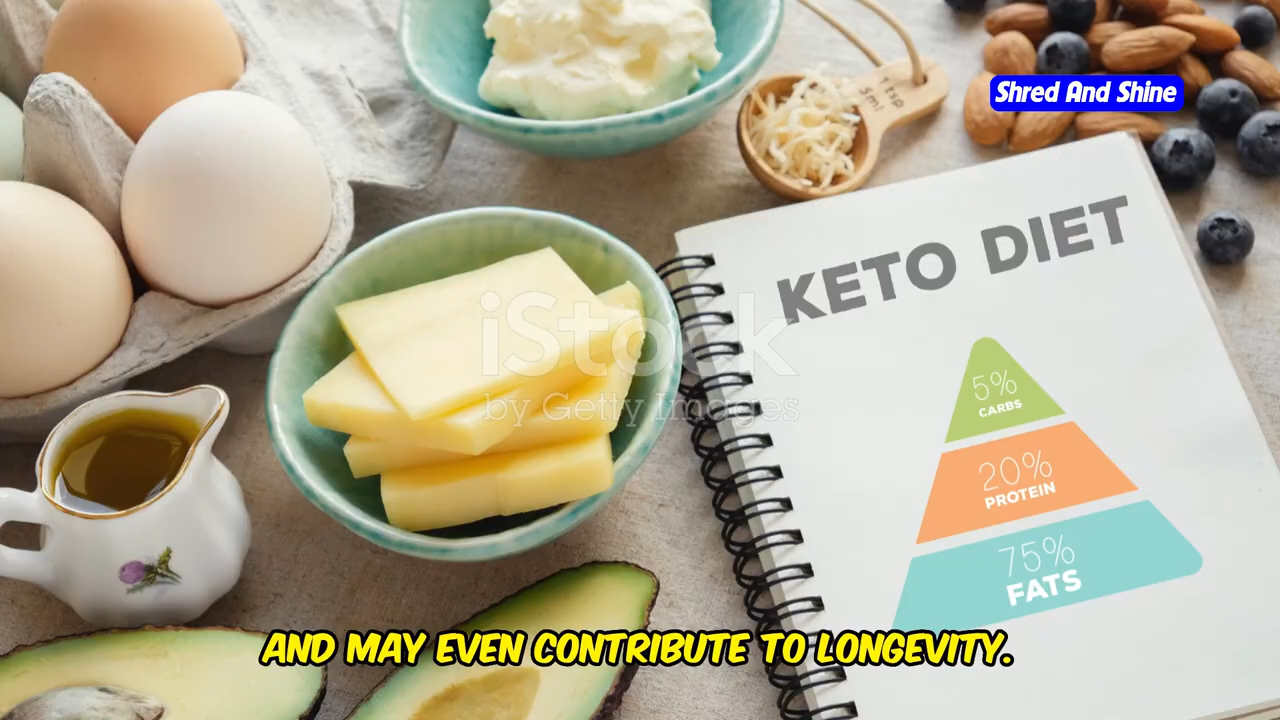 Shred And Shine
1 tsp
5ml
KETO DIET
iStock
by Getty Images
5%
CARBS
20%
PROTEIN
75%
FATS
AND MAY EVEN CONTRIBUTE TO LONGEVITY.